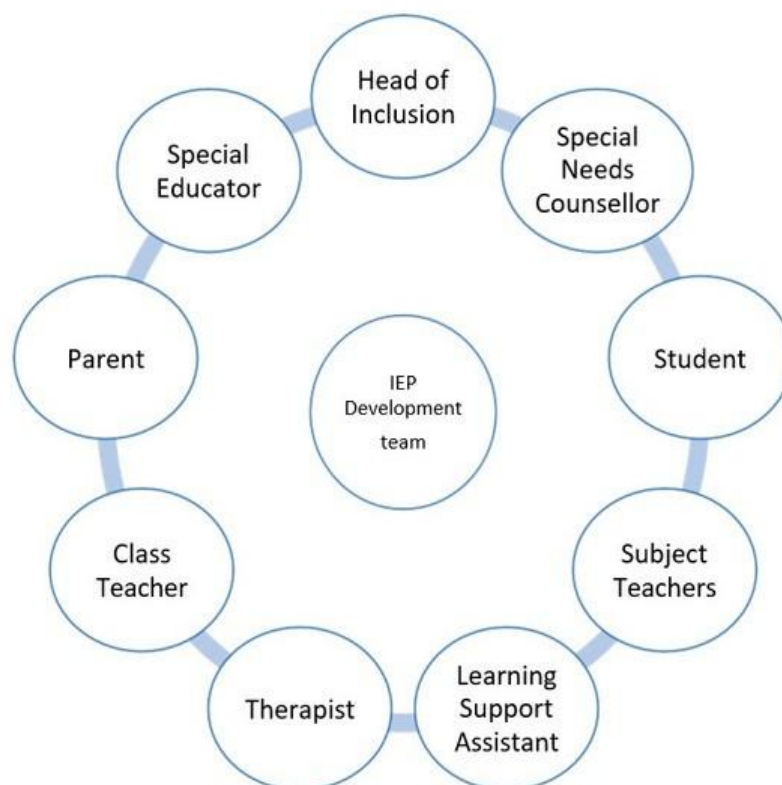 Head of
Inclusion
Special
Needs
Counsellor
Student
Subject
Teachers
Learning
Support
Assistant
Therapist
Class
Teacher
Parent
Special
Educator
IEP
Development
team